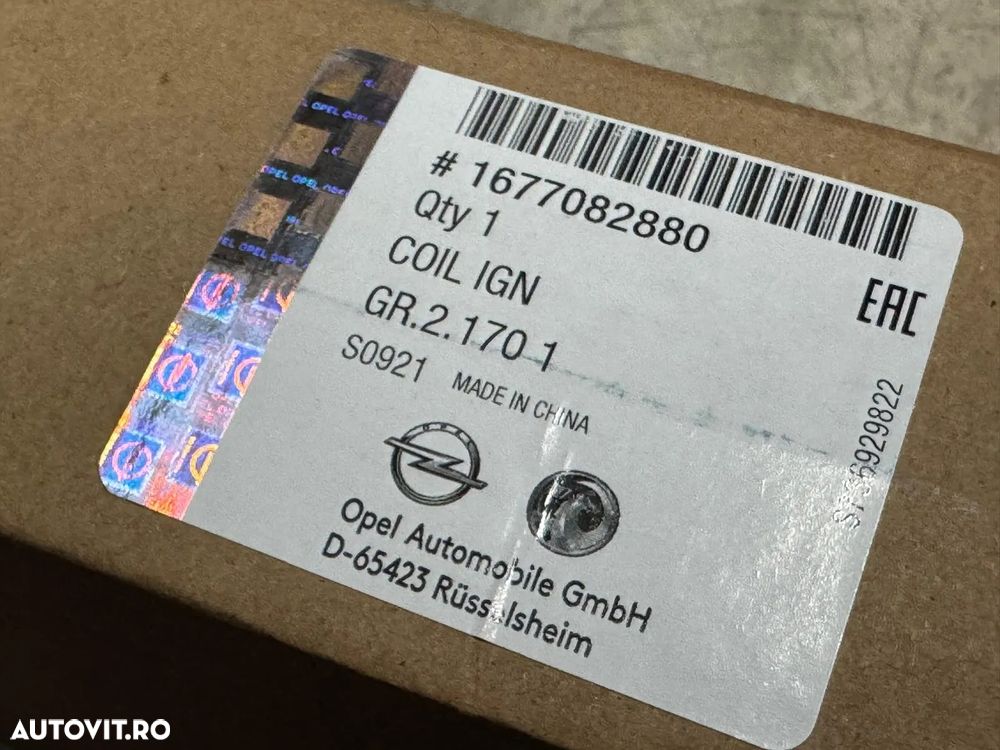 # 1677082880
Qty 1
COIL IGN
GR.2.170 1
S0921 MADE IN CHINA
EAC
OPEL
Opel Automobile GmbH
D-65423 Rüsselsheim
AUTOVIT.RO